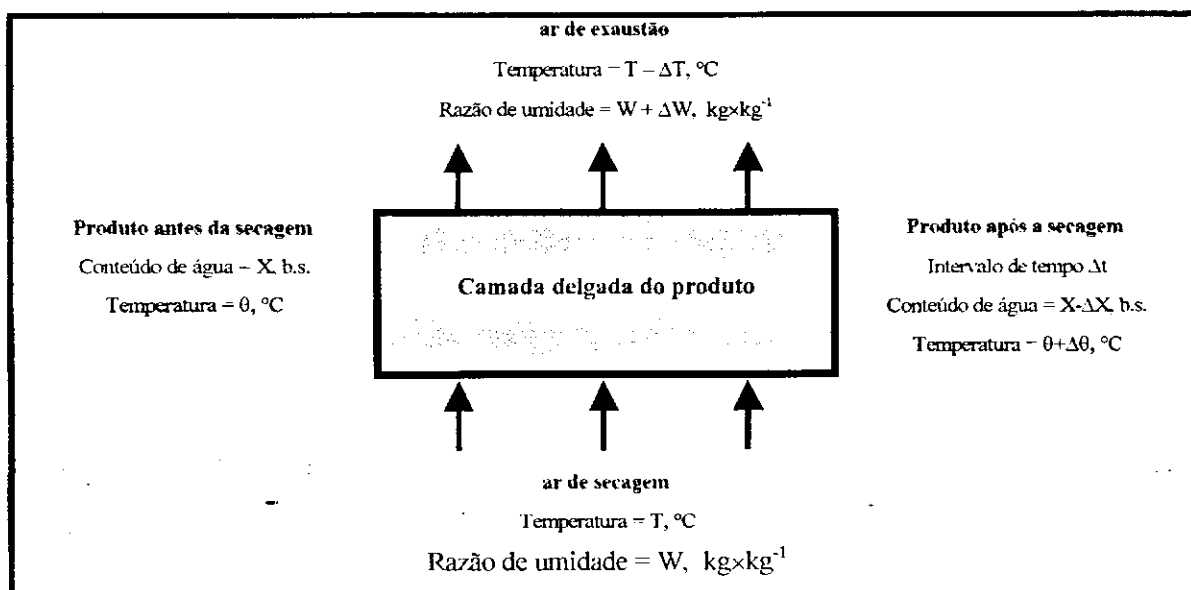 ar de exaustão
Temperatura = T − ΔT, °C
Razão de umidade = W + ΔW, kg×kg⁻¹
Produto antes da secagem
Conteúdo de água = X, b.s.
Temperatura = θ, °C
Camada delgada do produto
Produto após a secagem
Intervalo de tempo Δt
Conteúdo de água = X-ΔX, b.s.
Temperatura = θ+Δθ, °C
ar de secagem
Temperatura = T, °C
Razão de umidade = W, kg×kg⁻¹